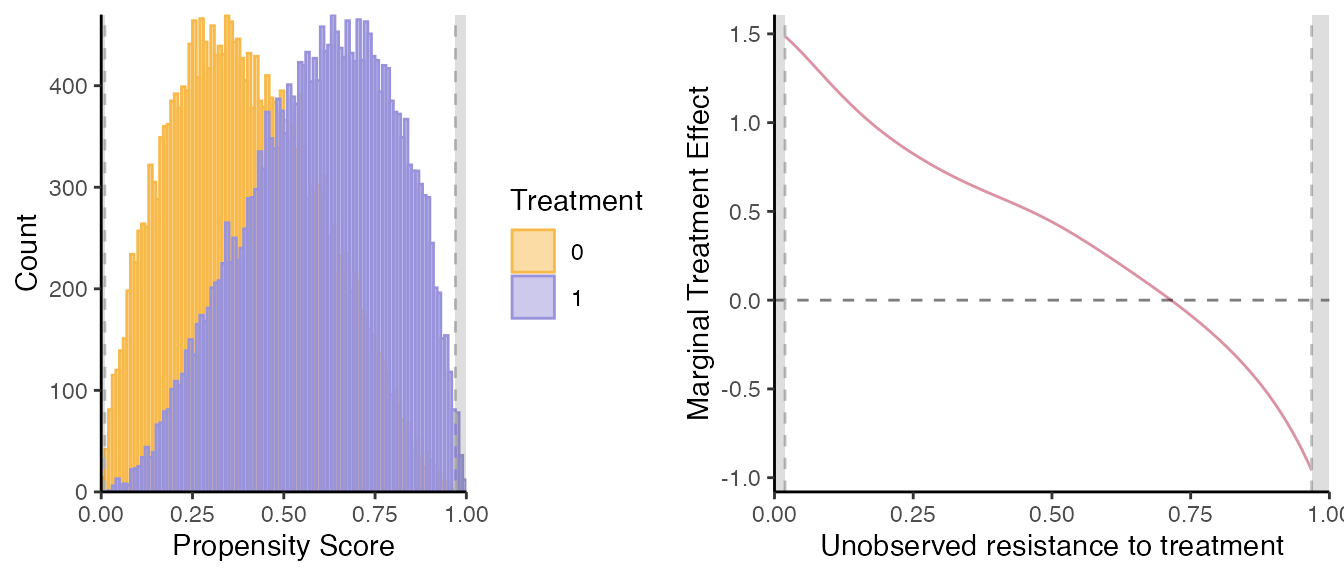 400
300
200
100
0
Count
0.00 0.25 0.50 0.75 1.00
Propensity Score
Treatment
0
1
1.5
1.0
0.5
0.0
-0.5
-1.0
Marginal Treatment Effect
0.00 0.25 0.50 0.75 1.00
Unobserved resistance to treatment